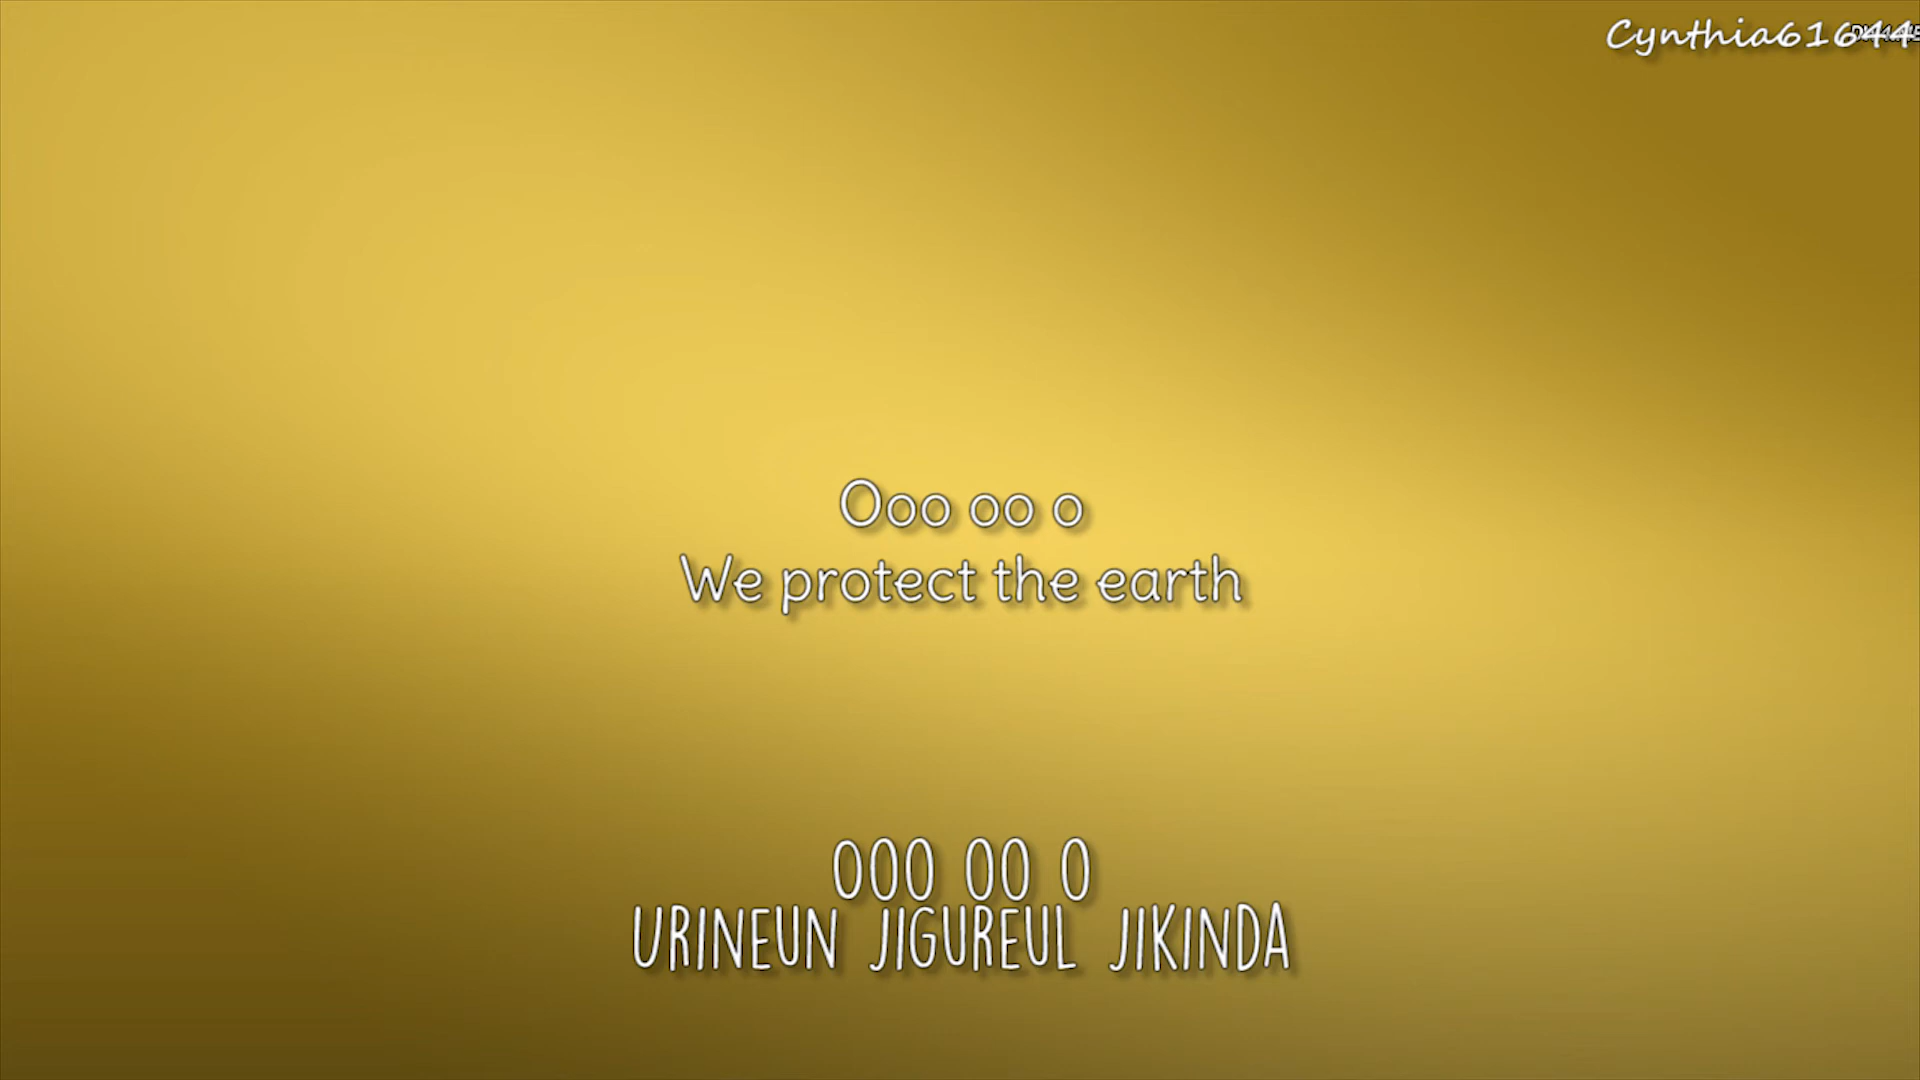 Cynthia61644
Ooo oo o
We protect the earth
OOO OO O
URINEUN JIGUREUL JIKINDA